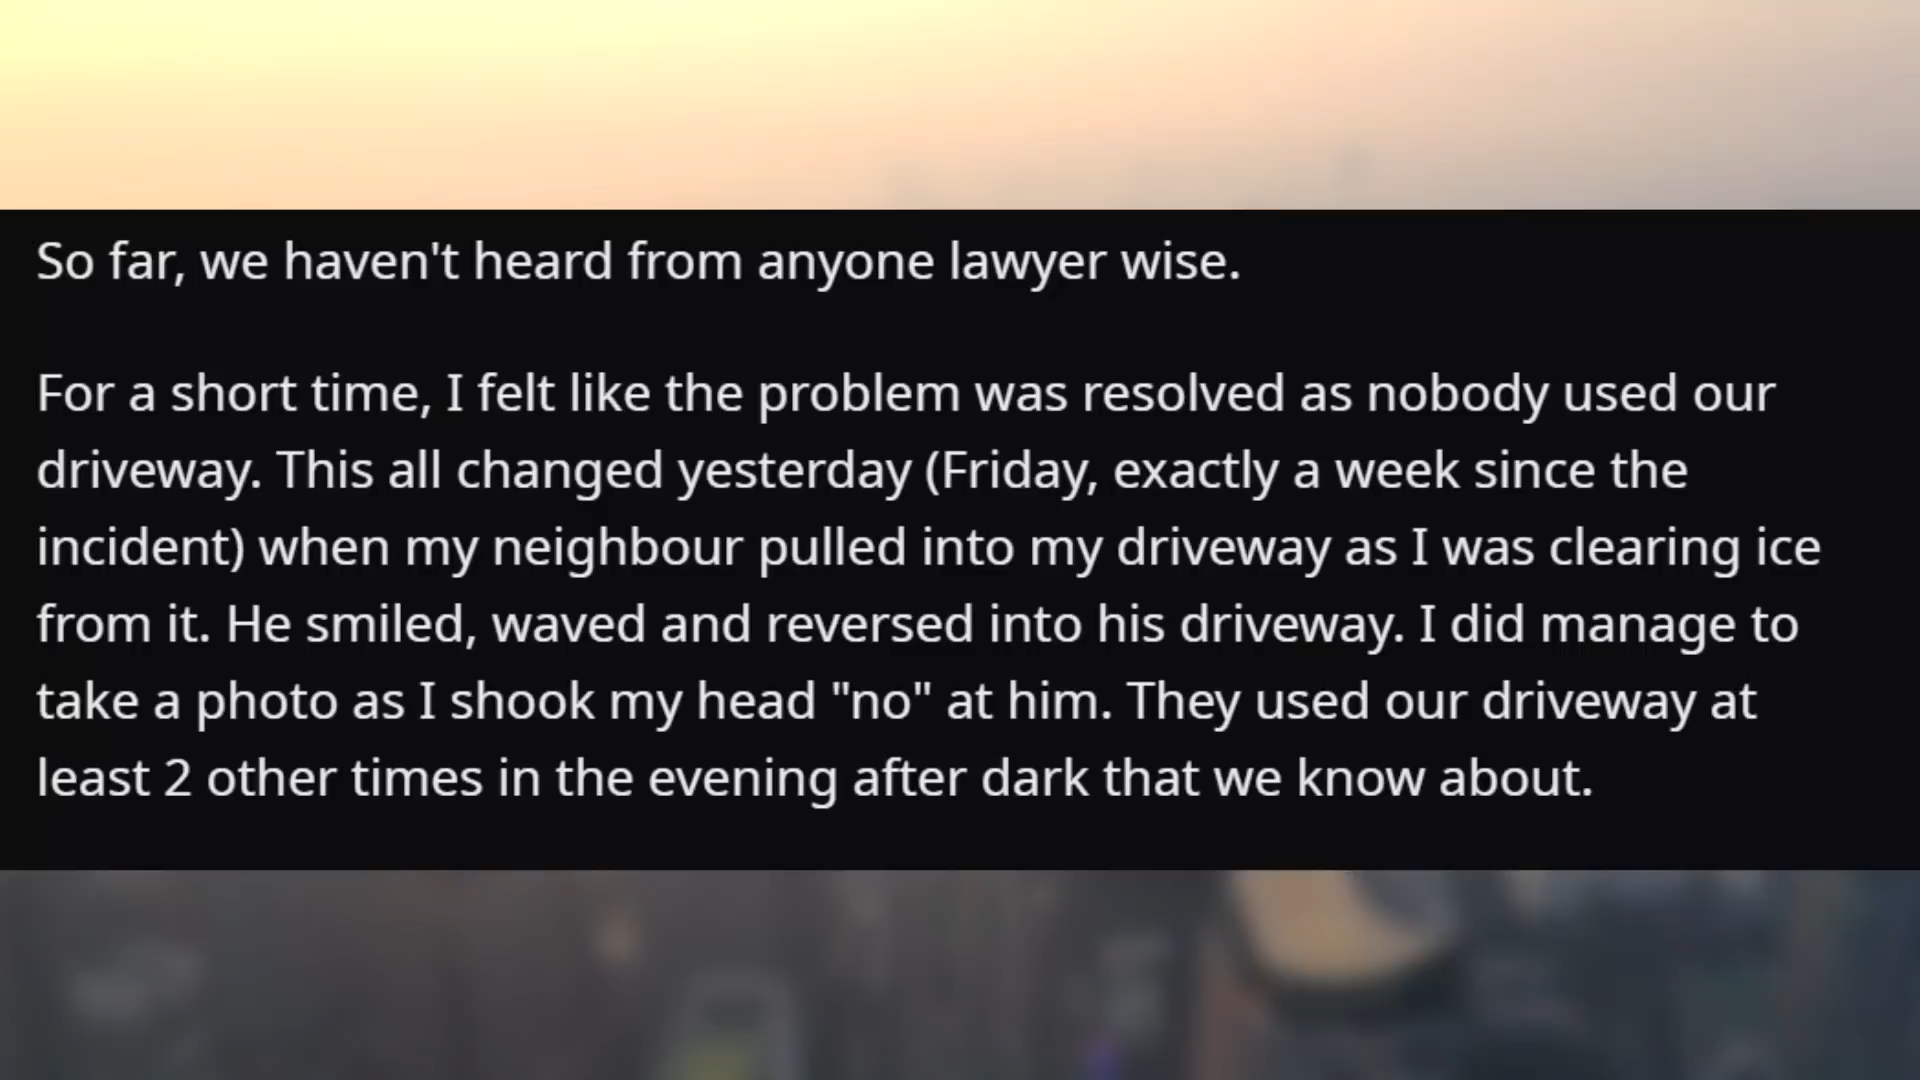 So far, we haven't heard from anyone lawyer wise.
For a short time, I felt like the problem was resolved as nobody used our
driveway. This all changed yesterday (Friday, exactly a week since the
incident) when my neighbour pulled into my driveway as I was clearing ice
from it. He smiled, waved and reversed into his driveway. I did manage to
take a photo as I shook my head "no" at him. They used our driveway at
least 2 other times in the evening after dark that we know about.